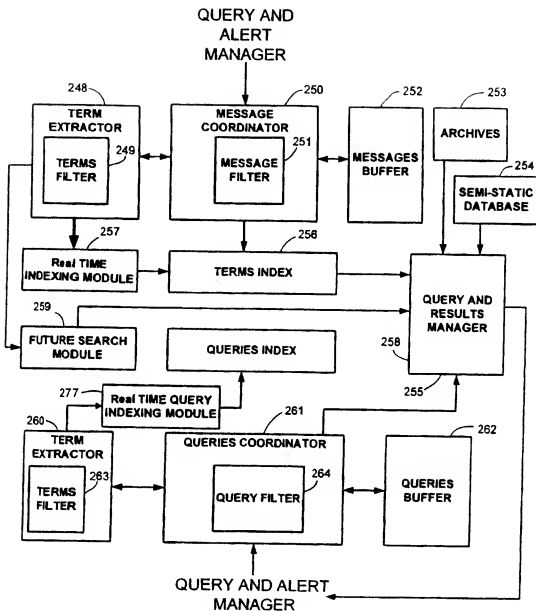 QUERY AND
ALERT
MANAGER
248
TERM
EXTRACTOR
249
TERMS
FILTER
250
MESSAGE
COORDINATOR
251
MESSAGE
FILTER
252
MESSAGES
BUFFER
253
ARCHIVES
254
SEMI-STATIC
DATABASE
257
Real TIME
INDEXING MODULE
256
TERMS INDEX
QUERY AND
RESULTS
MANAGER
258
255
259
FUTURE SEARCH
MODULE
QUERIES INDEX
277
Real TIME QUERY
INDEXING MODULE
260
TERM
EXTRACTOR
TERMS
FILTER
263
261
QUERIES COORDINATOR
QUERY FILTER
264
262
QUERIES
BUFFER
QUERY AND ALERT
MANAGER